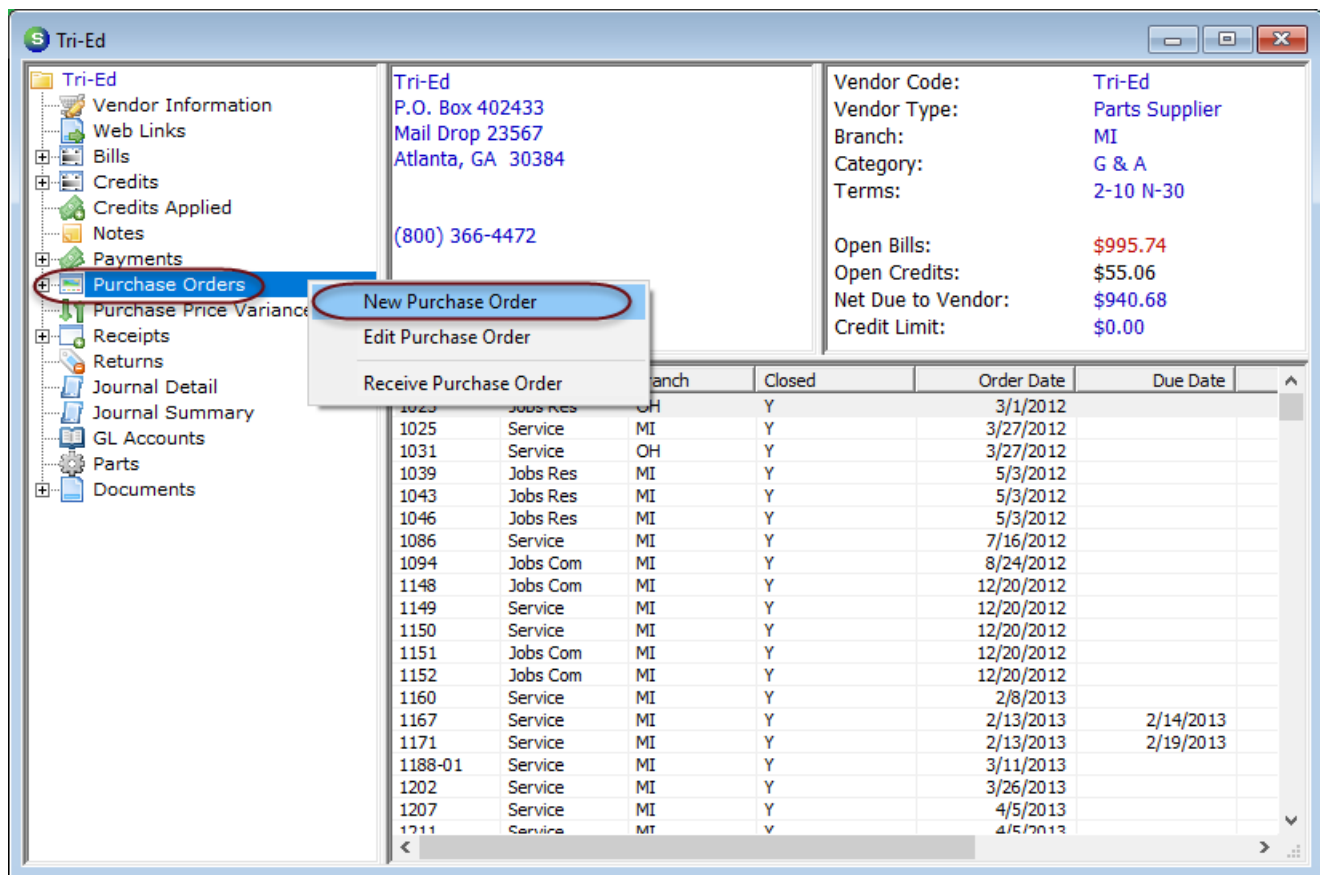 Tri-Ed
Tri-Ed
Vendor Information
Web Links
Bills
Credits
Credits Applied
Notes
Payments
Purchase Orders
Purchase Price Variance
Receipts
Returns
Journal Detail
Journal Summary
GL Accounts
Parts
Documents
Tri-Ed
P.O. Box 402433
Mail Drop 23567
Atlanta, GA 30384
(800) 366-4472
Vendor Code: Tri-Ed
Vendor Type: Parts Supplier
Branch: MI
Category: G & A
Terms: 2-10 N-30
Open Bills: $995.74
Open Credits: $55.06
Net Due to Vendor: $940.68
Credit Limit: $0.00
New Purchase Order
Edit Purchase Order
Receive Purchase Order
Closed Order Date Due Date
Jobs Res OH Y 3/1/2012
1025 Service MI Y 3/27/2012
1031 Service OH Y 3/27/2012
1039 Jobs Res MI Y 5/3/2012
1043 Jobs Res MI Y 5/3/2012
1046 Jobs Res MI Y 5/3/2012
1086 Service MI Y 7/16/2012
1094 Jobs Com MI Y 8/24/2012
1148 Jobs Com MI Y 12/20/2012
1149 Service MI Y 12/20/2012
1150 Service MI Y 12/20/2012
1151 Jobs Com MI Y 12/20/2012
1152 Jobs Com MI Y 12/20/2012
1160 Service MI Y 2/8/2013
1167 Service MI Y 2/13/2013 2/14/2013
1171 Service MI Y 2/13/2013 2/19/2013
1188-01 Service MI Y 3/11/2013
1202 Service MI Y 3/26/2013
1207 Service MI Y 4/5/2013
1211 Service MI Y 4/5/2013